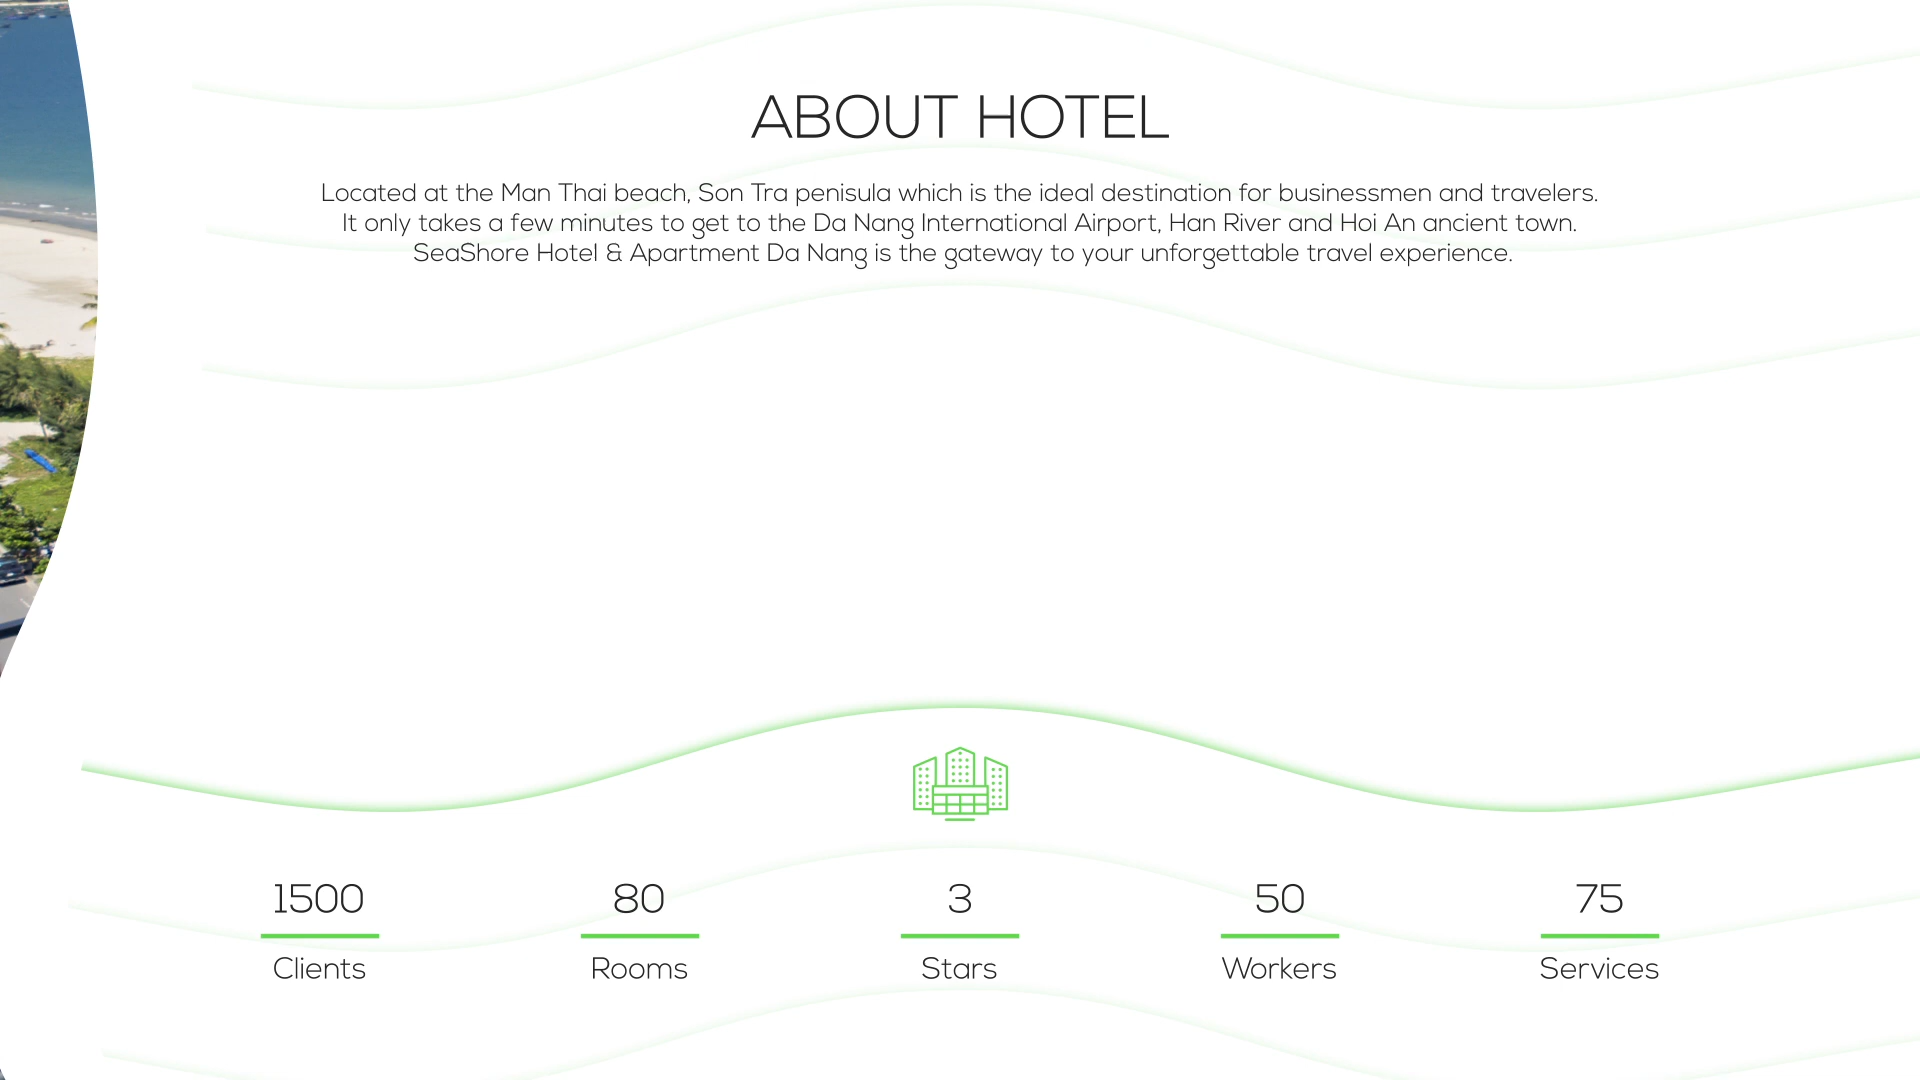 ABOUT HOTEL
Located at the Man Thai beach, Son Tra penisula which is the ideal destination for businessmen and travelers.
It only takes a few minutes to get to the Da Nang International Airport, Han River and Hoi An ancient town.
SeaShore Hotel & Apartment Da Nang is the gateway to your unforgettable travel experience.
1500
80
3
50
75
Clients
Rooms
Stars
Workers
Services